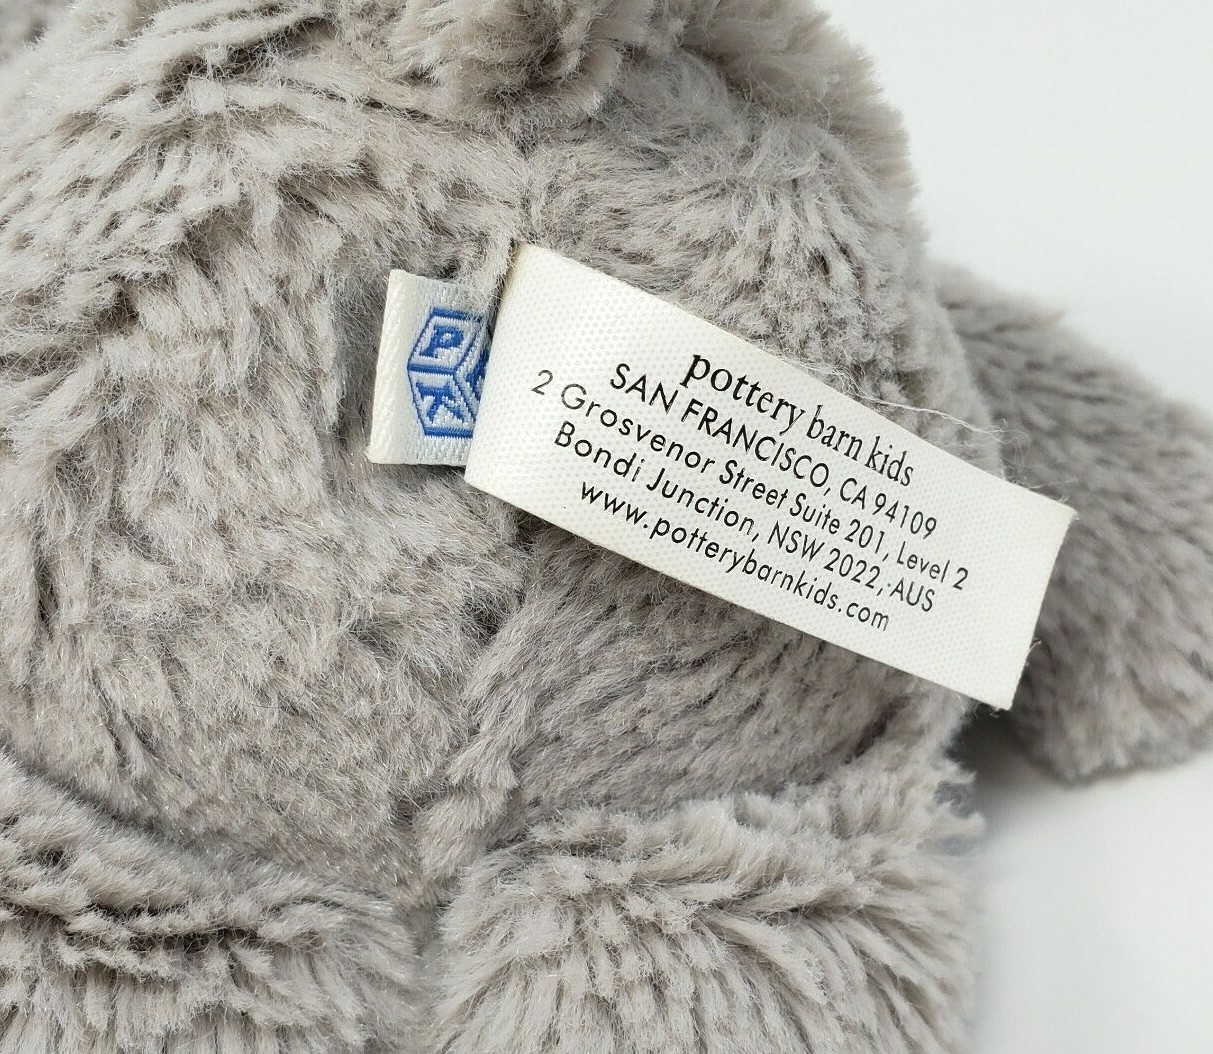 P
K
pottery barn kids
SAN FRANCISCO, CA 94109
2 Grosvenor Street Suite 201, Level 2
Bondi Junction, NSW 2022, AUS
www.potterybarnkids.com